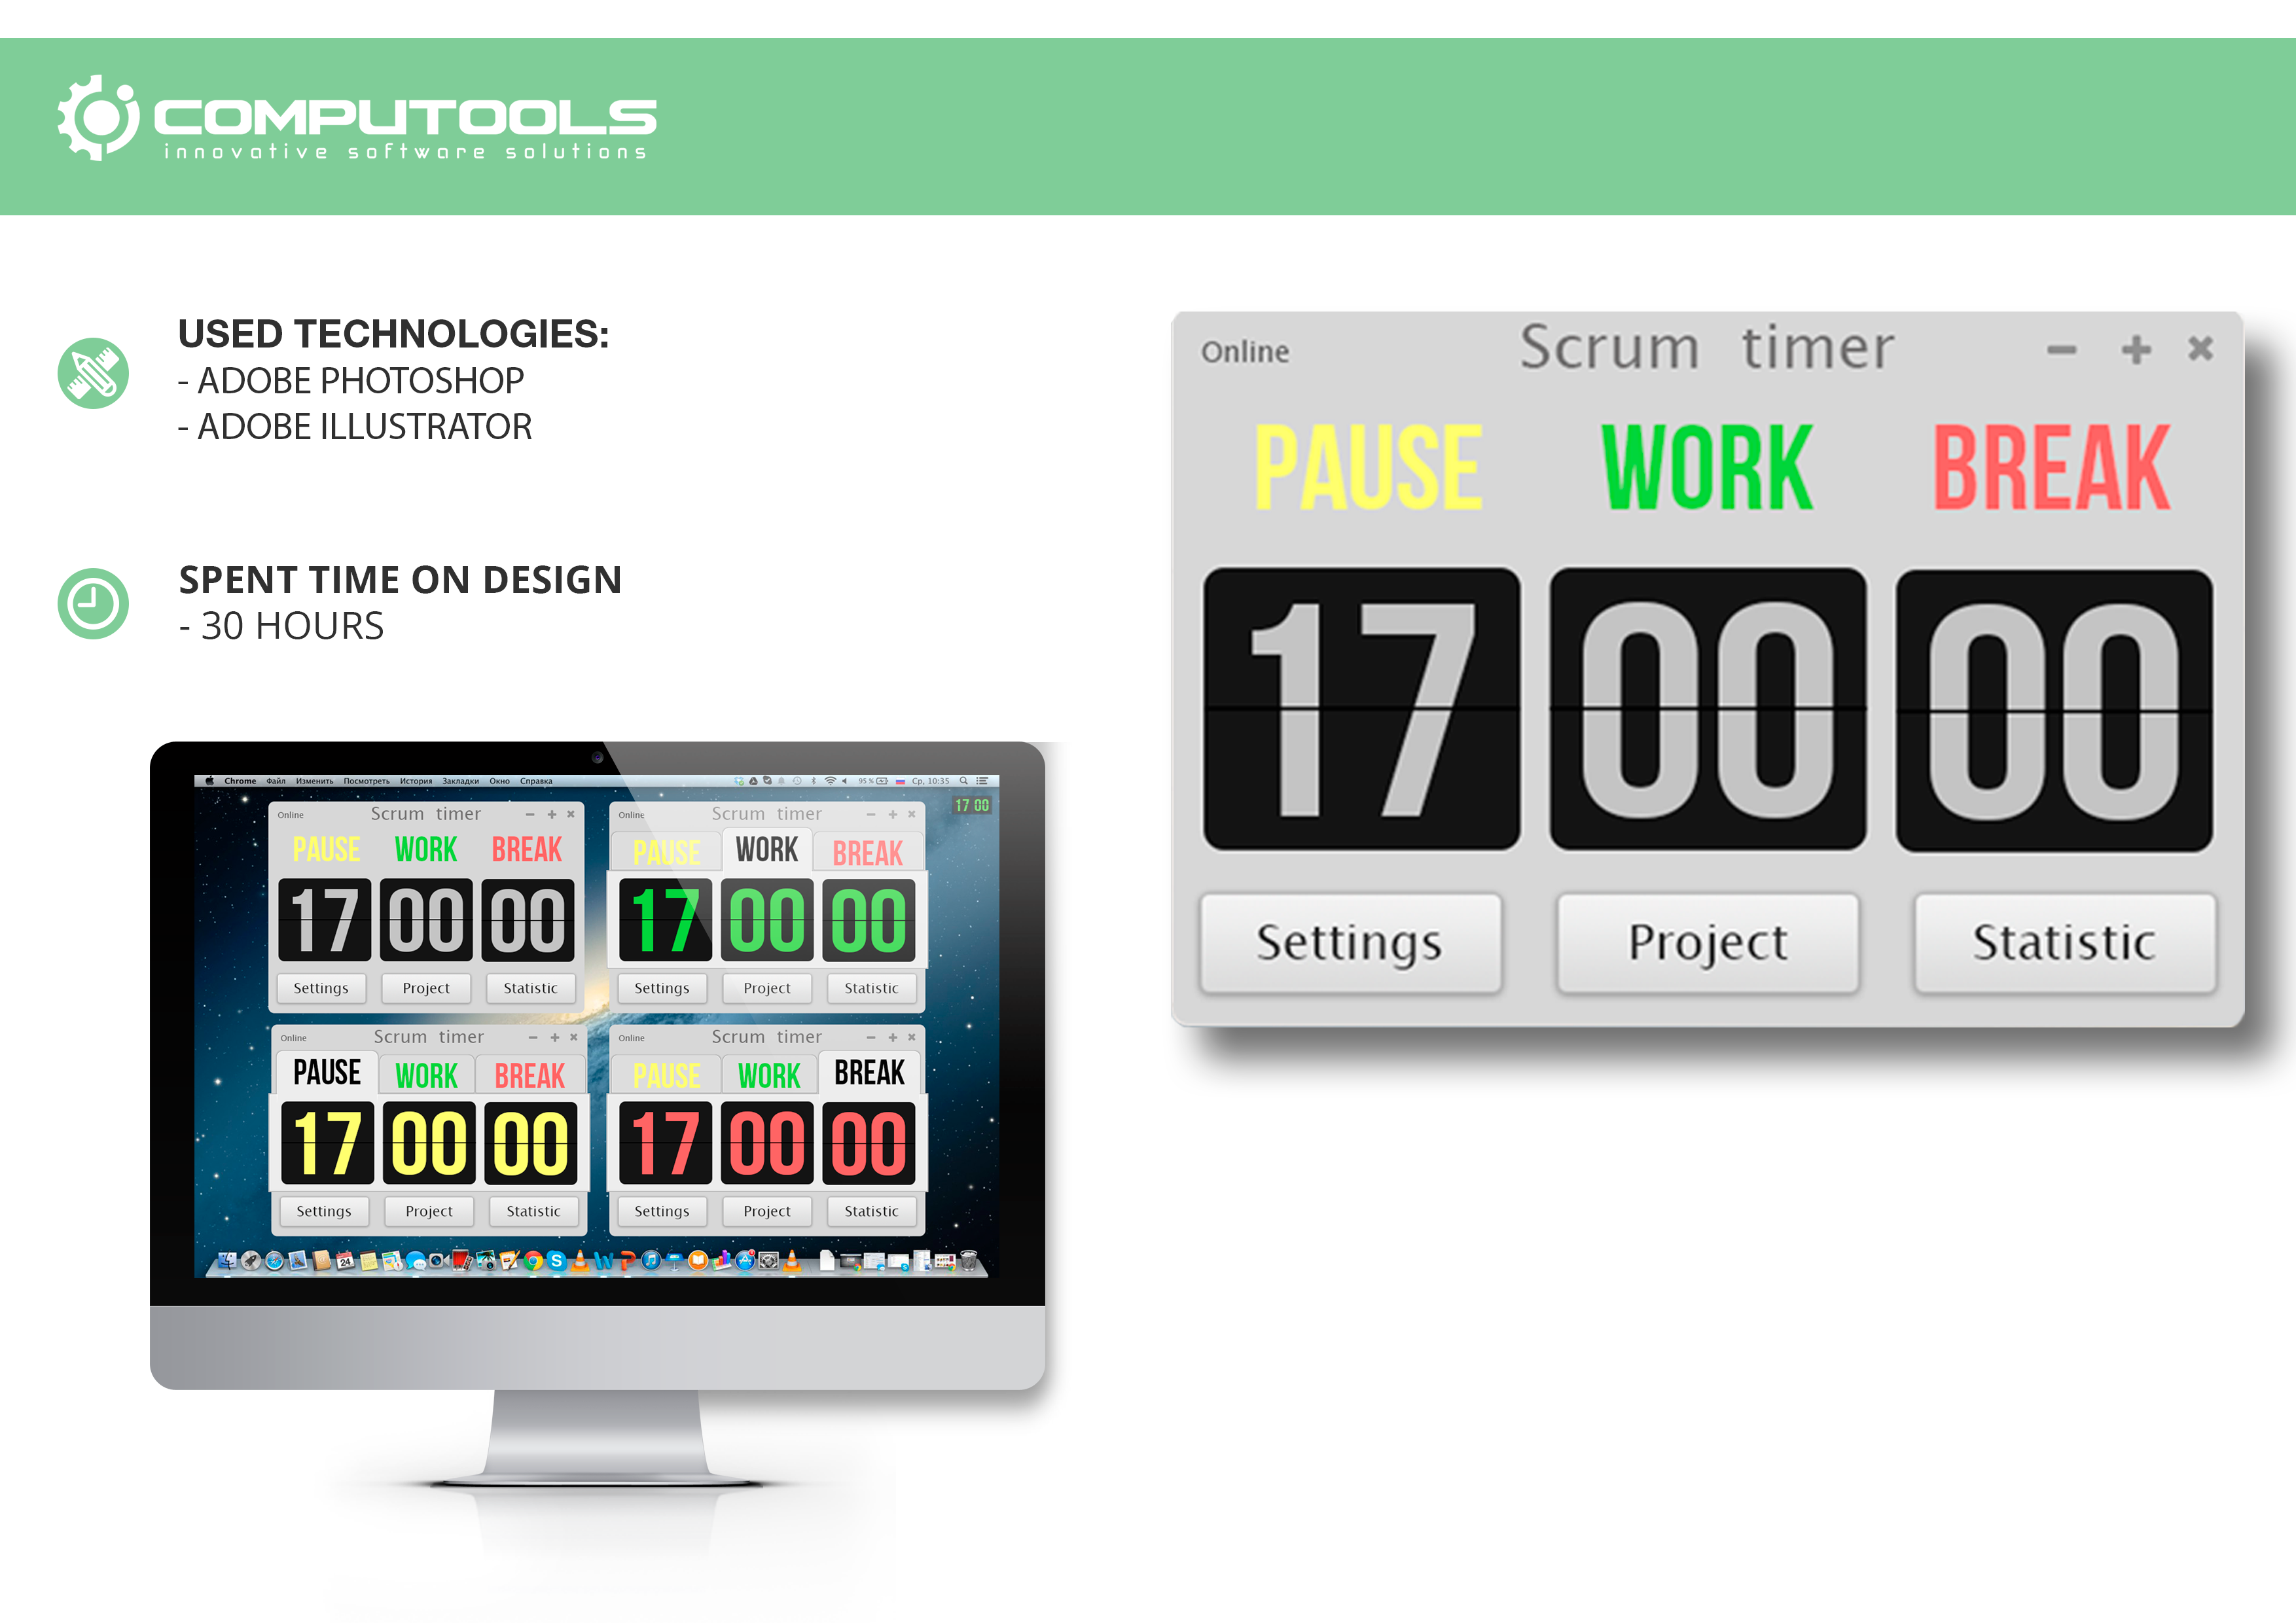 COMPUTOOLS
innovative software solutions
USED TECHNOLOGIES:
- ADOBE PHOTOSHOP
- ADOBE ILLUSTRATOR
SPENT TIME ON DESIGN
- 30 HOURS
Online Scrum timer
PAUSE WORK BREAK
17 00 00
Settings Project Statistic
Chrome Файл Изменить Посмотреть История Закладки Окно Справка 95 % Ср, 10:35
17 00
Online Scrum timer
PAUSE WORK BREAK
17 00 00
Settings Project Statistic
Online Scrum timer
PAUSE WORK BREAK
17 00 00
Settings Project Statistic
Online Scrum timer
PAUSE WORK BREAK
17 00 00
Settings Project Statistic
Online Scrum timer
PAUSE WORK BREAK
17 00 00
Settings Project Statistic
24